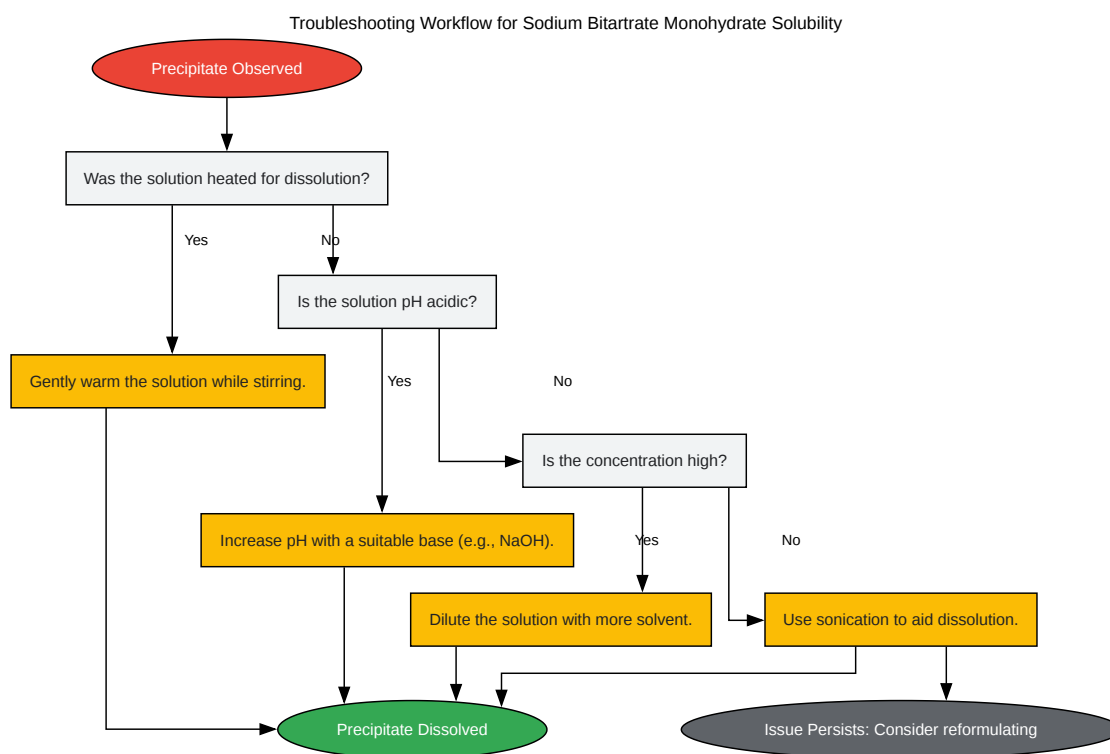 Troubleshooting Workflow for Sodium Bitartrate Monohydrate Solubility
Precipitate Observed
Was the solution heated for dissolution?
Yes
No
Is the solution pH acidic?
Gently warm the solution while stirring.
Yes
No
Is the concentration high?
Increase pH with a suitable base (e.g., NaOH).
Yes
No
Dilute the solution with more solvent.
Use sonication to aid dissolution.
Precipitate Dissolved
Issue Persists: Consider reformulating